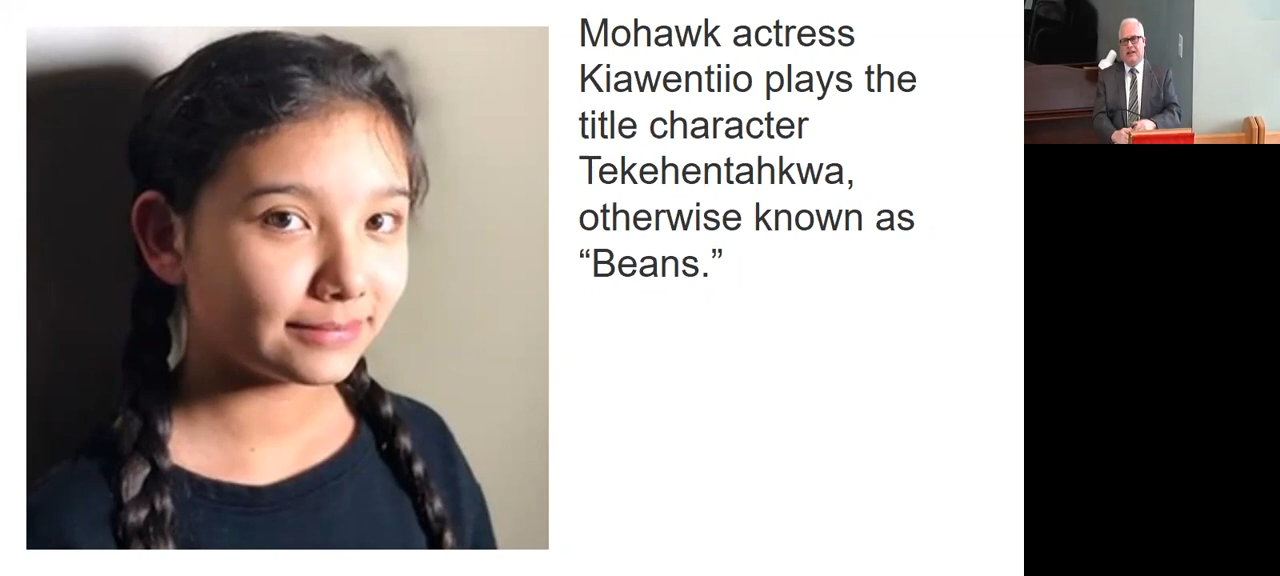 Mohawk actress
Kiawentiio plays the
title character
Tekehentahkwa,
otherwise known as
“Beans.”